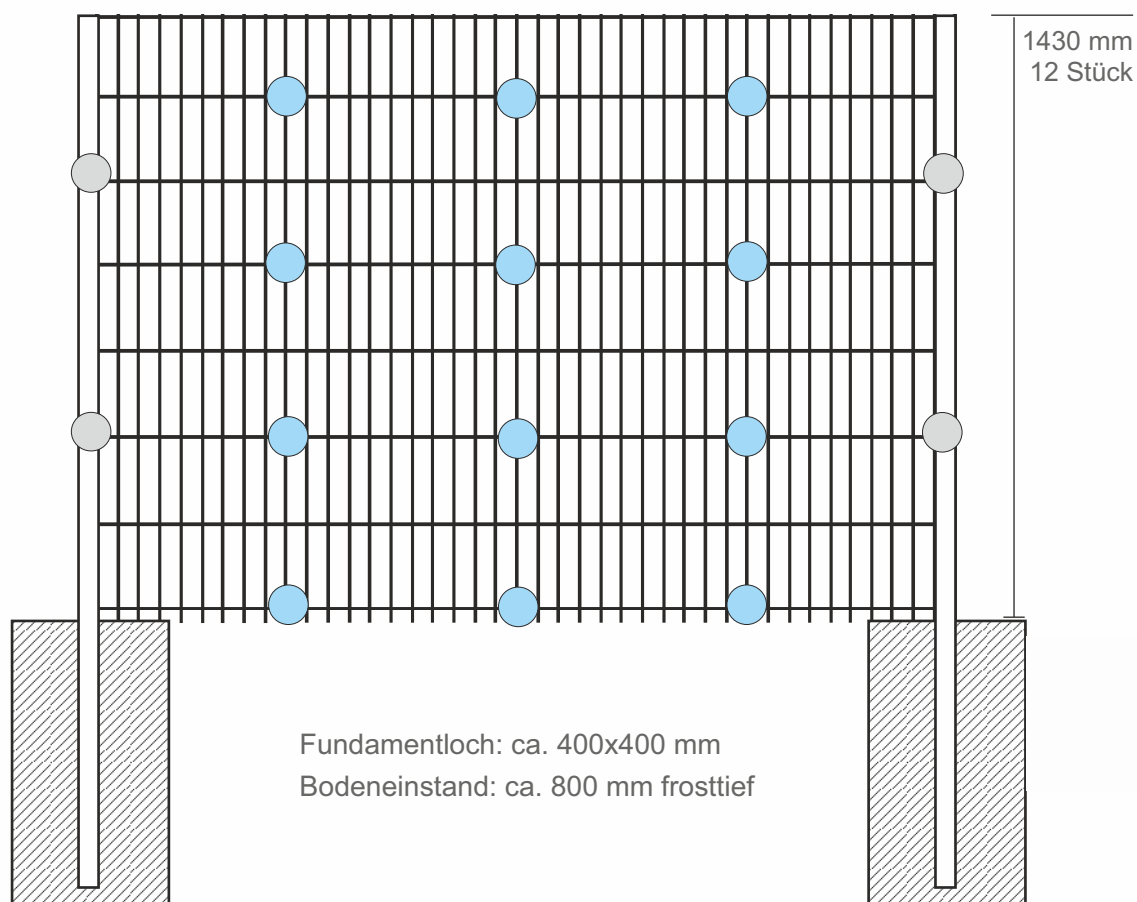 1430 mm
12 Stück
Fundamentloch: ca. 400x400 mm
Bodeneinstand: ca. 800 mm frosttief